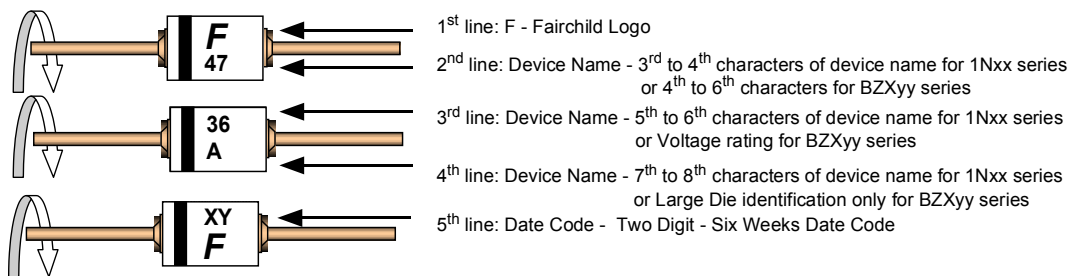 F
47
36
A
XY
F
1st line: F - Fairchild Logo
2nd line: Device Name - 3rd to 4th characters of device name for 1Nxx series
or 4th to 6th characters for BZXyy series
3rd line: Device Name - 5th to 6th characters of device name for 1Nxx series
or Voltage rating for BZXyy series
4th line: Device Name - 7th to 8th characters of device name for 1Nxx series
or Large Die identification only for BZXyy series
5th line: Date Code - Two Digit - Six Weeks Date Code